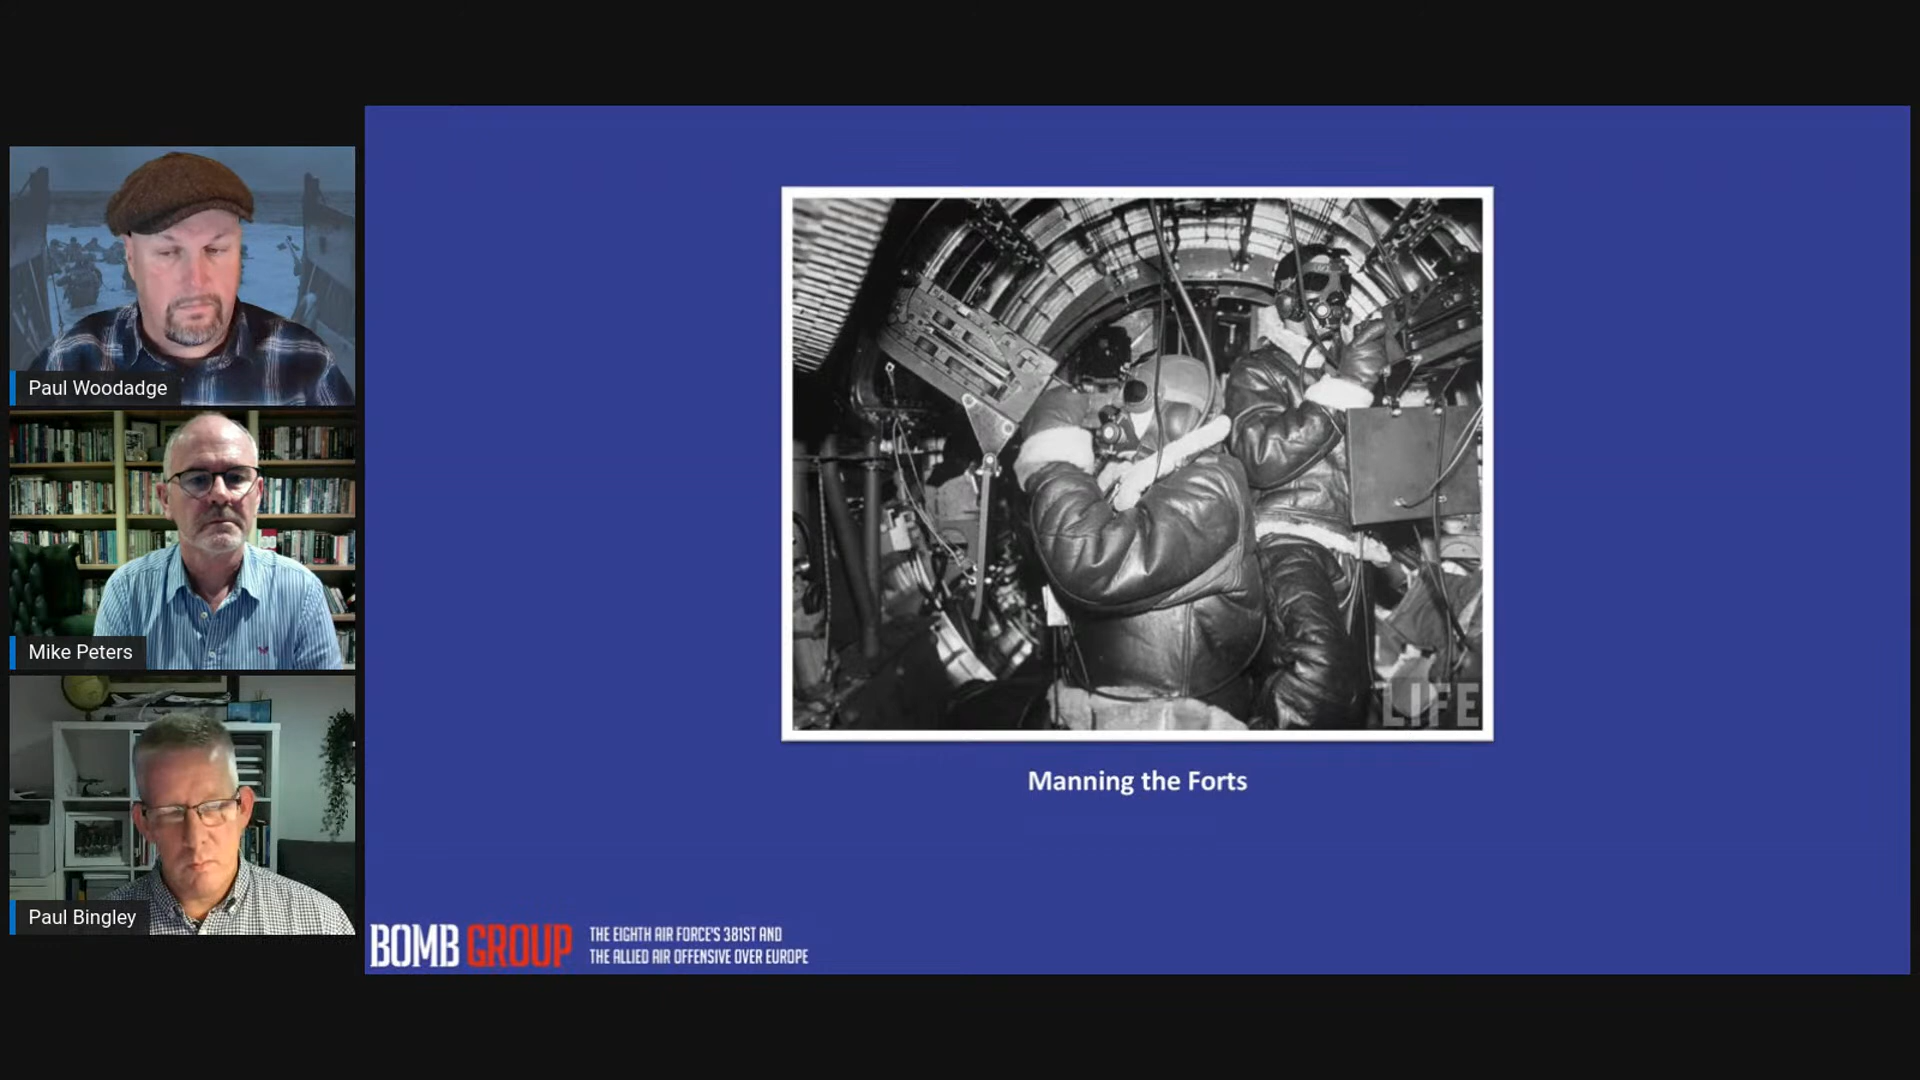 Paul Woodadge
Mike Peters
Paul Bingley
LIFE
Manning the Forts
BOMB GROUP
THE EIGHTH AIR FORCE'S 381ST AND
THE ALLIED AIR OFFENSIVE OVER EUROPE